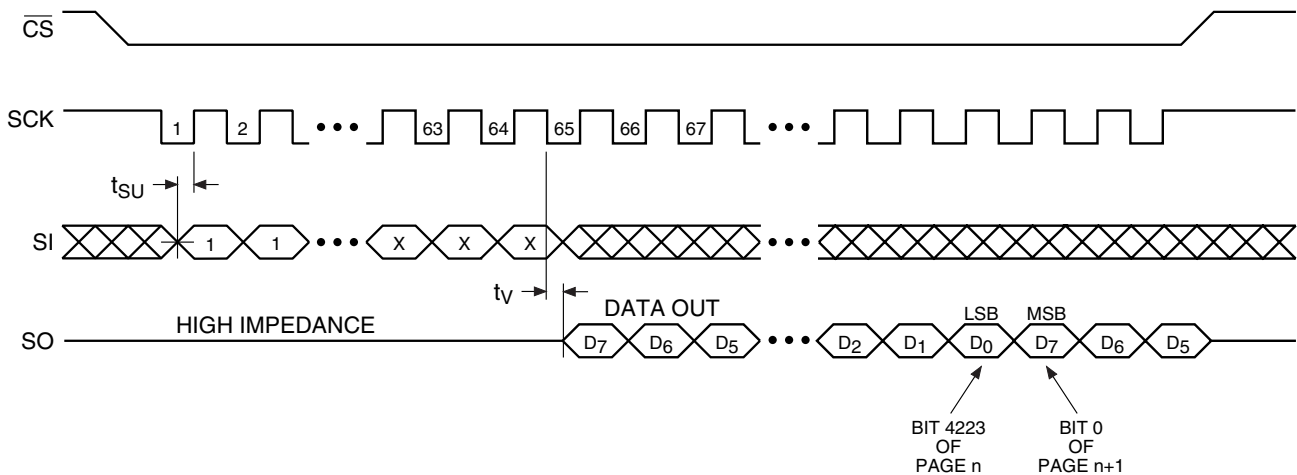 CS
SCK 1 2 • • • 63 64 65 66 67 • • •
tSU
SI 1 1 • • • X X X • • •
tV
HIGH IMPEDANCE DATA OUT LSB MSB
SO D7 D6 D5 • • • D2 D1 D0 D7 D6 D5
BIT 4223
OF
PAGE n
BIT 0
OF
PAGE n+1